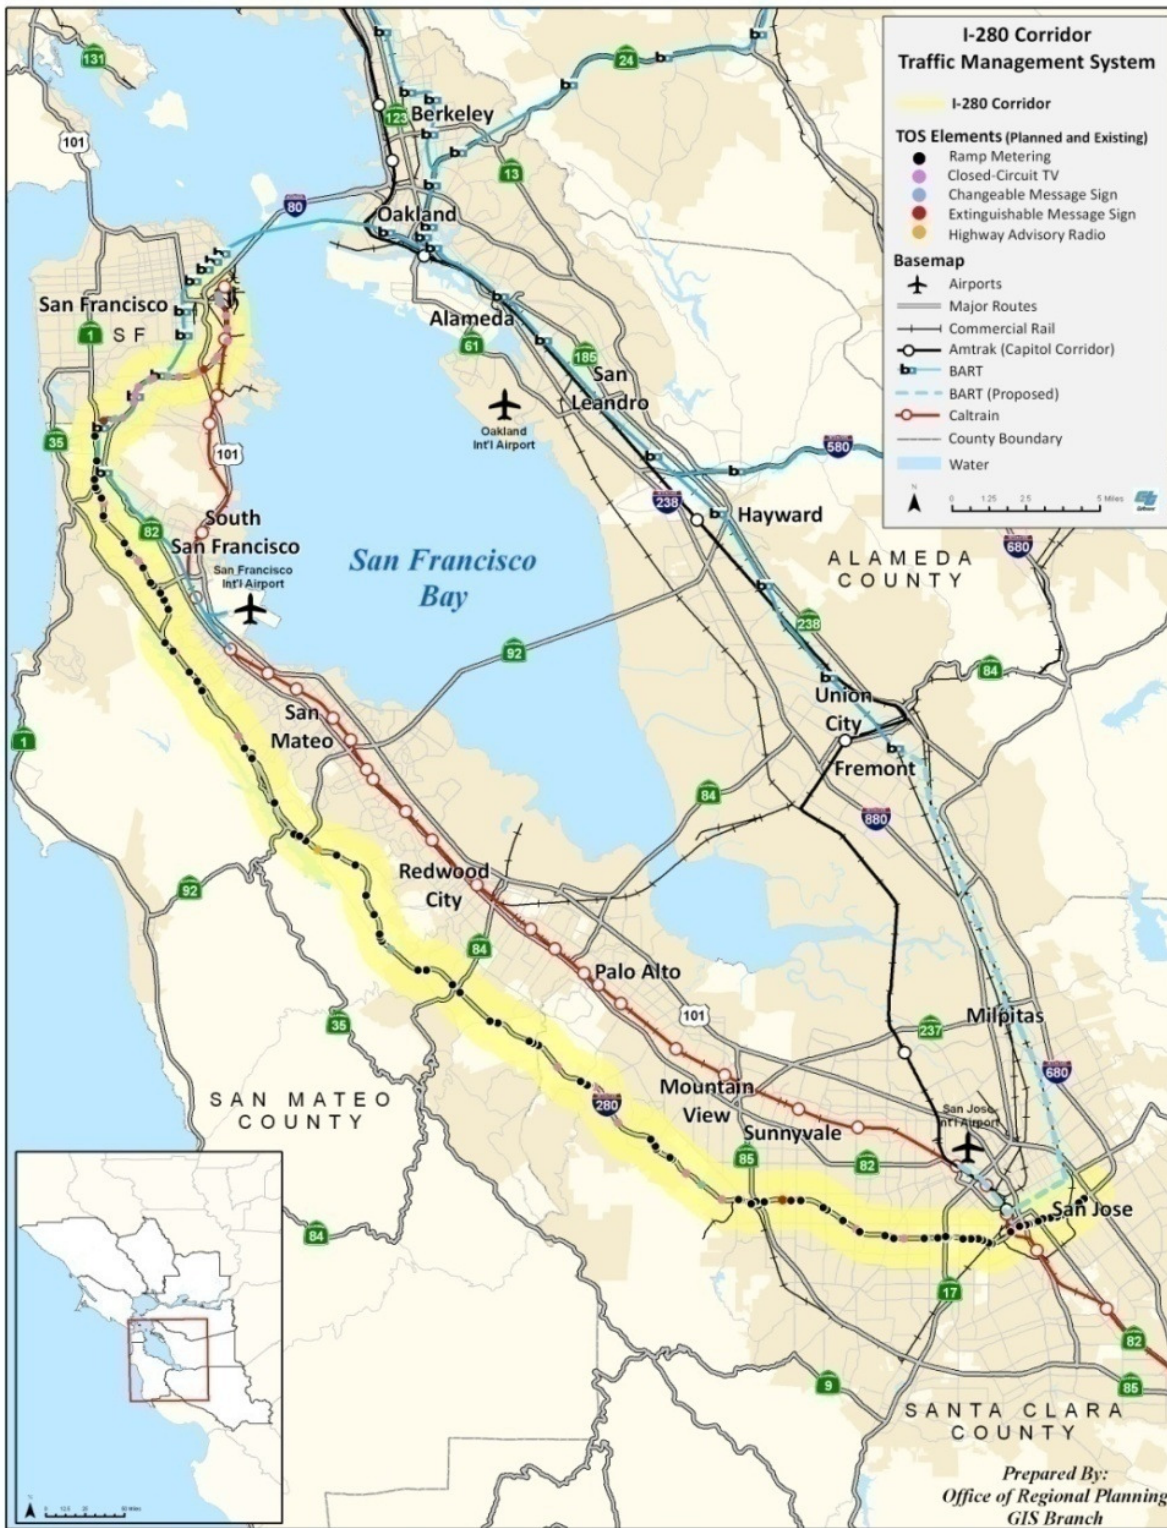 I-280 Corridor
Traffic Management System
I-280 Corridor
TOS Elements (Planned and Existing)
Ramp Metering
Closed-Circuit TV
Changeable Message Sign
Extinguishable Message Sign
Highway Advisory Radio
Basemap
Airports
Major Routes
Commercial Rail
Amtrak (Capitol Corridor)
BART
BART (Proposed)
Caltrain
County Boundary
Water
N
0 1.25 2.5 5 Miles
131
101
80
123
Berkeley
24
13
Oakland
San Francisco
S F
1
Alameda
61
185
San
Leandro
Oakland
Int'l Airport
35
101
580
238
Hayward
82
South
San Francisco
San Francisco
Int'l Airport
San Francisco
Bay
ALAMEDA
COUNTY
680
238
92
84
Union
City
Fremont
San
Mateo
1
84
880
92
Redwood
City
84
Palo Alto
101
35
237
Milpitas
680
SAN MATEO
COUNTY
280
Mountain
View
Sunnyvale
San Jose
Int'l Airport
85
82
San Jose
84
17
82
9
85
SANTA CLARA
COUNTY
Prepared By:
Office of Regional Planning
GIS Branch